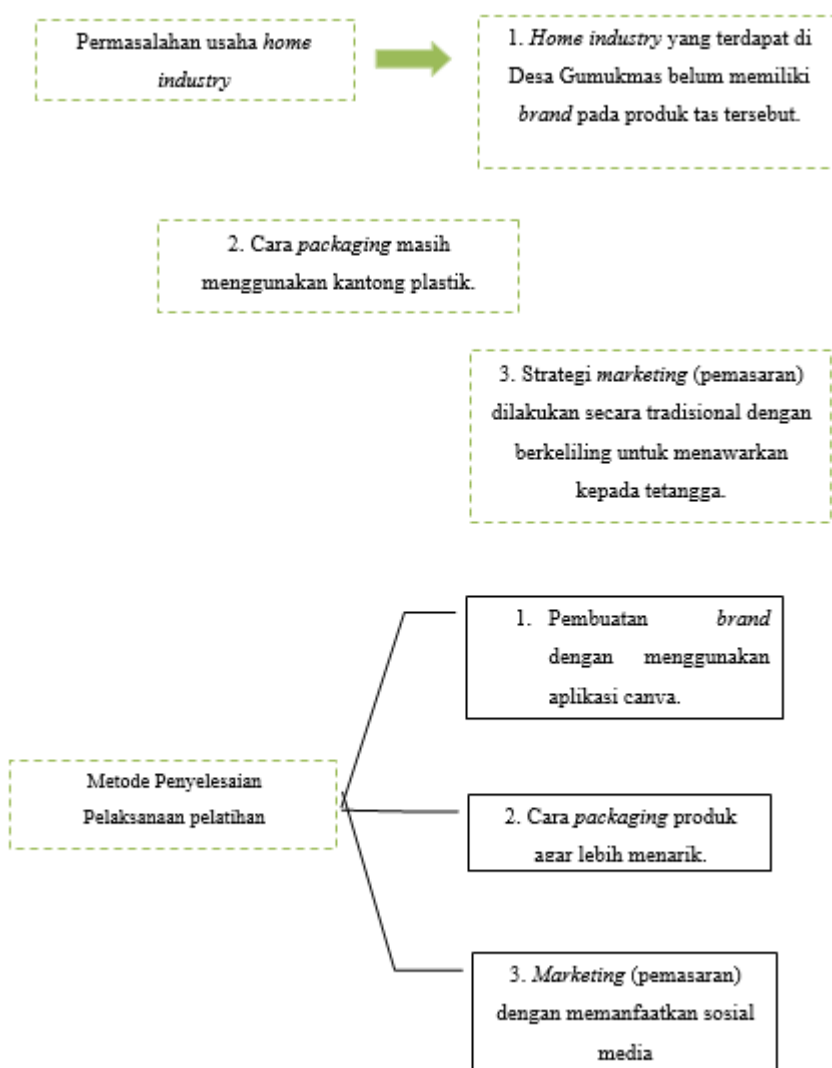 Permasalahan usaha home
industry
1. Home industry yang terdapat di
Desa Gumukmas belum memiliki
brand pada produk tas tersebut.
2. Cara packaging masih
menggunakan kantong plastik.
3. Strategi marketing (pemasaran)
dilakukan secara tradisional dengan
berkeliling untuk menawarkan
kepada tetangga.
Metode Penyelesaian
Pelaksanaan pelatihan
1. Pembuatan brand
dengan menggunakan
aplikasi canva.
2. Cara packaging produk
agar lebih menarik.
3. Marketing (pemasaran)
dengan memanfaatkan sosial
media